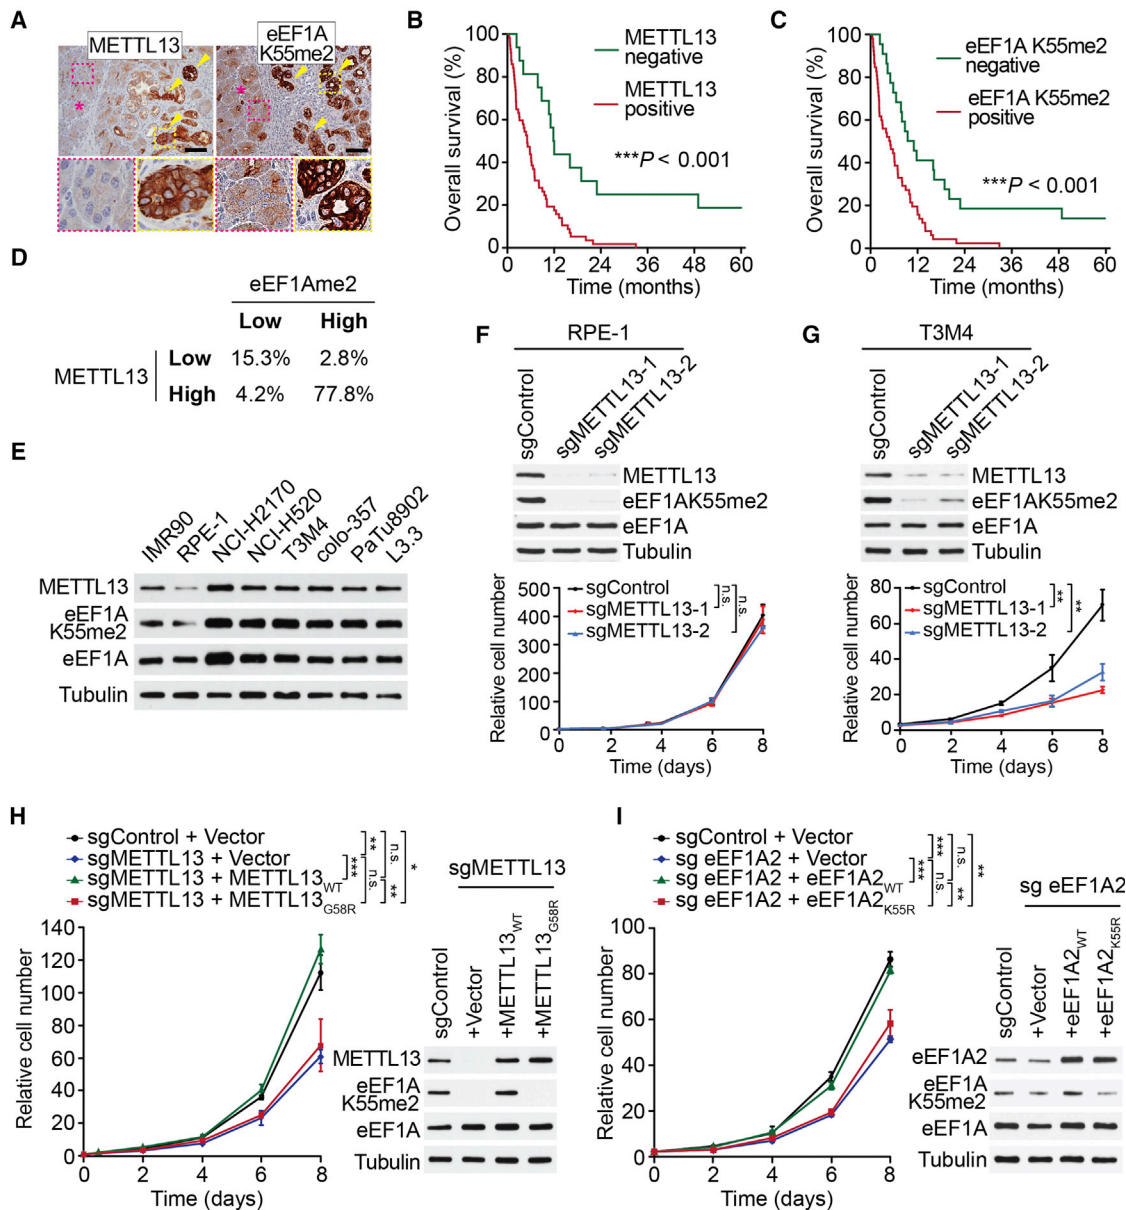 A
METTL13
eEF1A
K55me2
*
*
B
Overall survival (%)
100
80
60
40
20
0
METTL13
negative
METTL13
positive
***P < 0.001
0 12 24 36 48 60
Time (months)
C
Overall survival (%)
100
80
60
40
20
0
eEF1A K55me2
negative
eEF1A K55me2
positive
***P < 0.001
0 12 24 36 48 60
Time (months)
D
eEF1Ame2
Low High
METTL13
Low 15.3% 2.8%
High 4.2% 77.8%
E
IMR90
RPE-1
NCI-H2170
NCI-H520
T3M4
colo-357
PaTu8902
L3.3
METTL13
eEF1A
K55me2
eEF1A
Tubulin
F
RPE-1
sgControl
sgMETTL13-1
sgMETTL13-2
METTL13
eEF1AK55me2
eEF1A
Tubulin
Relative cell number
500
400
300
200
100
0
sgControl
sgMETTL13-1
sgMETTL13-2
n.s.
n.s.
0 2 4 6 8
Time (days)
G
T3M4
sgControl
sgMETTL13-1
sgMETTL13-2
METTL13
eEF1AK55me2
eEF1A
Tubulin
Relative cell number
80
60
40
20
0
sgControl
sgMETTL13-1
sgMETTL13-2
**
**
0 2 4 6 8
Time (days)
H
sgControl + Vector
sgMETTL13 + Vector
sgMETTL13 + METTL13WT
sgMETTL13 + METTL13G58R
***
**
n.s.
n.s.
**
*
Relative cell number
140
120
100
80
60
40
20
0
0 2 4 6 8
Time (days)
sgMETTL13
sgControl
+Vector
+METTL13WT
+METTL13G58R
METTL13
eEF1A
K55me2
eEF1A
Tubulin
I
sgControl + Vector
sg eEF1A2 + Vector
sg eEF1A2 + eEF1A2WT
sg eEF1A2 + eEF1A2K55R
***
***
n.s.
n.s.
**
**
Relative cell number
100
80
60
40
20
0
0 2 4 6 8
Time (days)
sg eEF1A2
sgControl
+Vector
+eEF1A2WT
+eEF1A2K55R
eEF1A2
eEF1A
K55me2
eEF1A
Tubulin